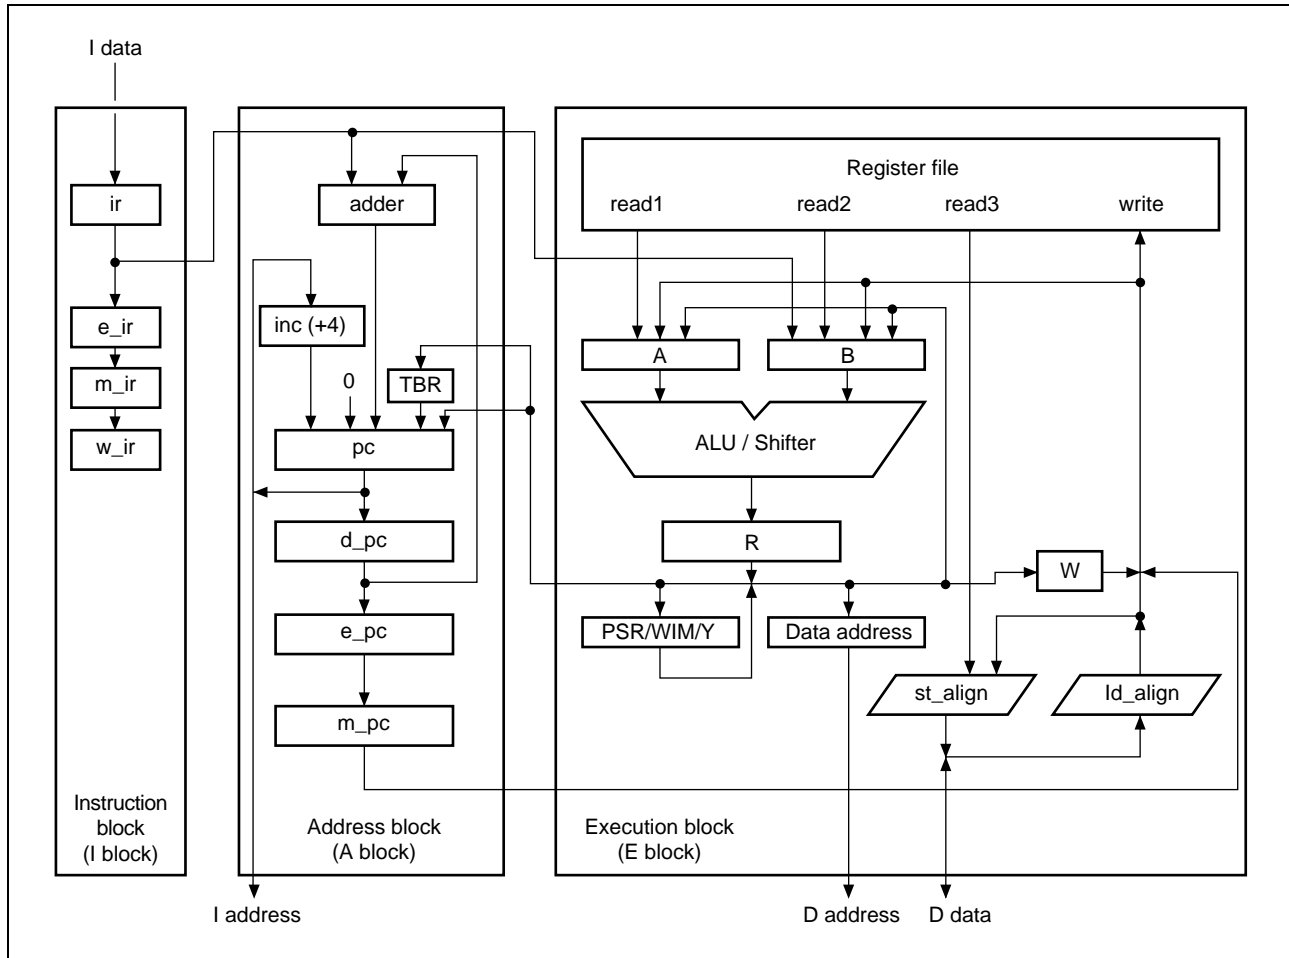 I data
Register file
ir
adder
read1
read2
read3
write
e_ir
inc (+4)
A
B
m_ir
0
TBR
w_ir
pc
ALU / Shifter
d_pc
R
W
e_pc
PSR/WIM/Y
Data address
st_align
ld_align
m_pc
Instruction
block
(I block)
Address block
(A block)
Execution block
(E block)
I address
D address
D data